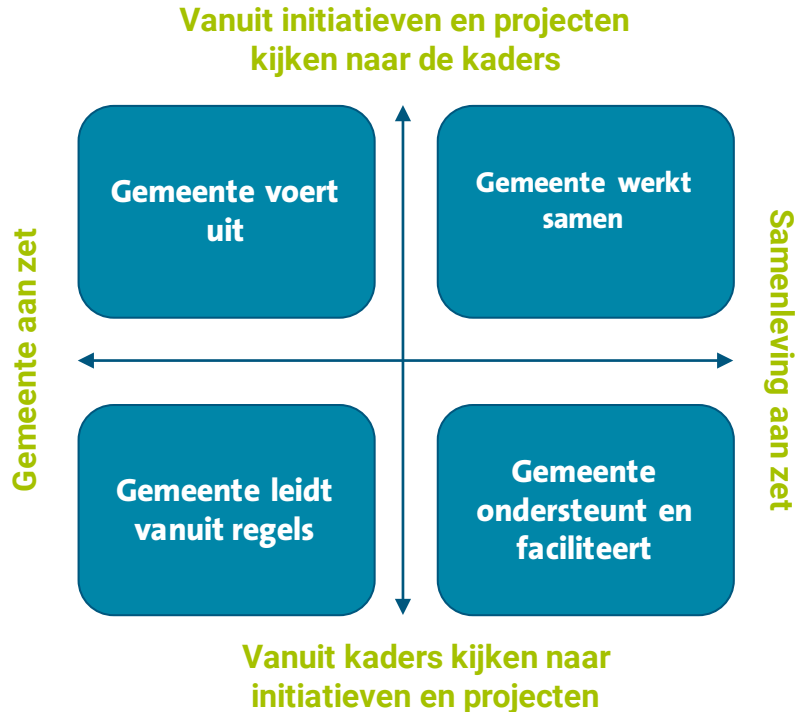 Vanuit initiatieven en projecten
kijken naar de kaders
Gemeente voert
uit
Gemeente werkt
samen
Gemeente aan zet
Samenleving aan zet
Gemeente leidt
vanuit regels
Gemeente
ondersteunt en
faciliteert
Vanuit kaders kijken naar
initiatieven en projecten